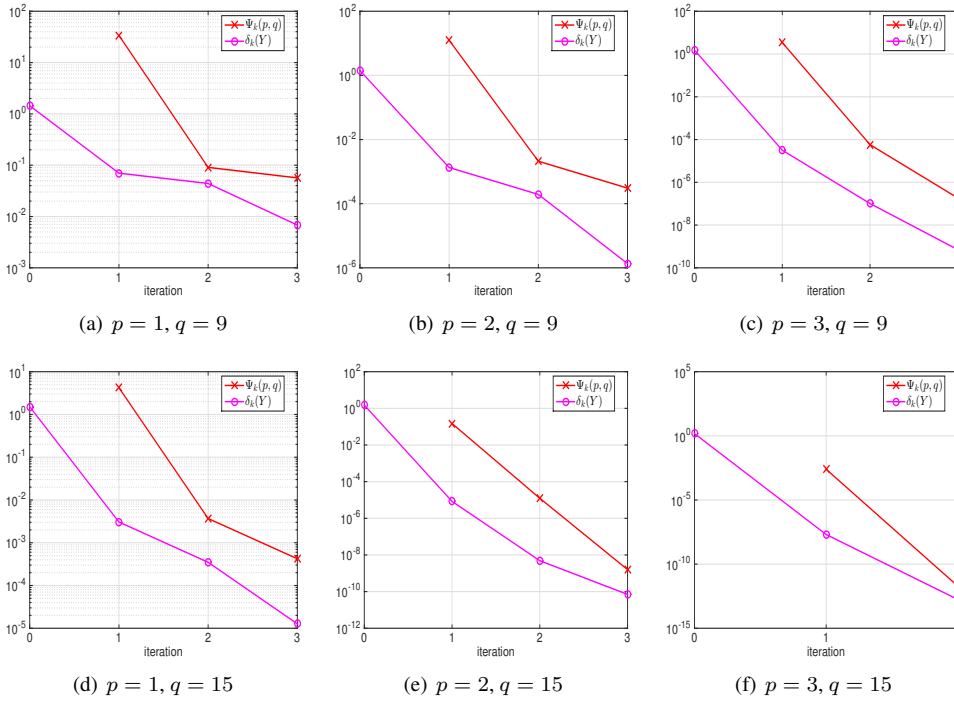 10^2
10^1
10^0
10^-1
10^-2
10^-3
0 1 2 3
iteration
Ψ_k(p, q)
δ_k(Y)
(a) p = 1, q = 9
10^2
10^0
10^-2
10^-4
10^-6
0 1 2 3
iteration
Ψ_k(p, q)
δ_k(Y)
(b) p = 2, q = 9
10^2
10^0
10^-2
10^-4
10^-6
10^-8
10^-10
0 1 2
iteration
Ψ_k(p, q)
δ_k(Y)
(c) p = 3, q = 9
10^1
10^0
10^-1
10^-2
10^-3
10^-4
10^-5
0 1 2 3
iteration
Ψ_k(p, q)
δ_k(Y)
(d) p = 1, q = 15
10^2
10^0
10^-2
10^-4
10^-6
10^-8
10^-10
10^-12
0 1 2 3
iteration
Ψ_k(p, q)
δ_k(Y)
(e) p = 2, q = 15
10^5
10^0
10^-5
10^-10
10^-15
0 1
iteration
Ψ_k(p, q)
δ_k(Y)
(f) p = 3, q = 15